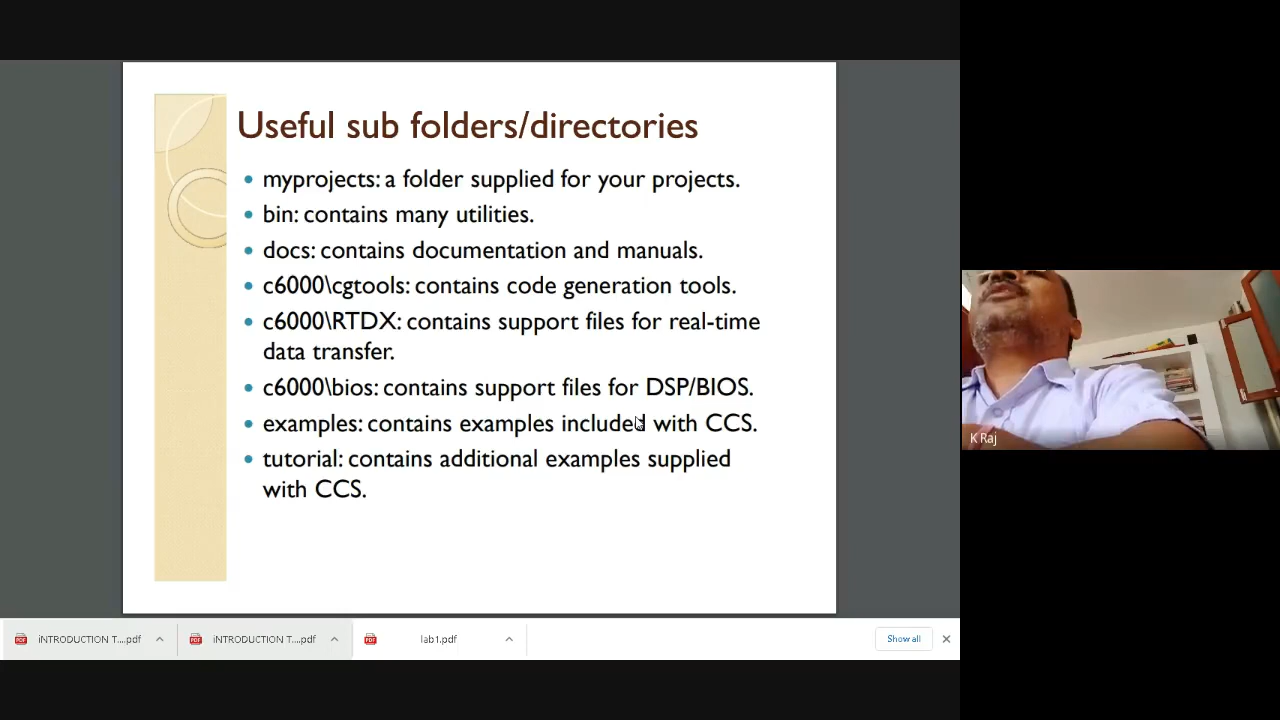 Useful sub folders/directories
myprojects: a folder supplied for your projects.
bin: contains many utilities.
docs: contains documentation and manuals.
c6000\cgtools: contains code generation tools.
c6000\RTDX: contains support files for real-time
data transfer.
c6000\bios: contains support files for DSP/BIOS.
examples: contains examples included with CCS.
tutorial: contains additional examples supplied
with CCS.
K Raj
iNTRODUCTION T....pdf
iNTRODUCTION T....pdf
lab1.pdf
Show all